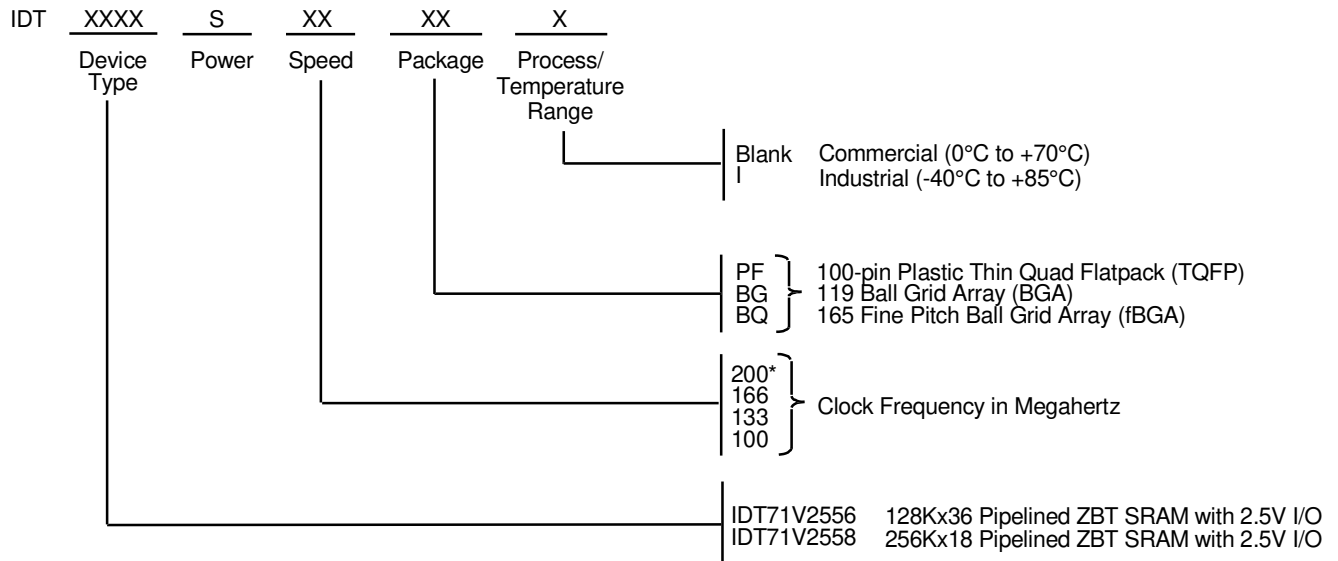 IDT XXXX S XX XX X
Device Type Power Speed Package Process/ Temperature Range
Blank Commercial (0°C to +70°C)
I Industrial (-40°C to +85°C)
PF 100-pin Plastic Thin Quad Flatpack (TQFP)
BG 119 Ball Grid Array (BGA)
BQ 165 Fine Pitch Ball Grid Array (fBGA)
200*
166
133
100
Clock Frequency in Megahertz
IDT71V2556 128Kx36 Pipelined ZBT SRAM with 2.5V I/O
IDT71V2558 256Kx18 Pipelined ZBT SRAM with 2.5V I/O